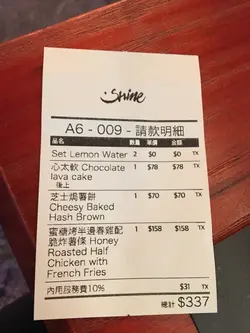 Shine
A6 - 009 - 請款明細
品名 數量 單價 金額
Set Lemon Water 2 $0 $0 TX
心太軟 Chocolate 1 $78 $78 TX
lava cake
後上
芝士焗薯餅 1 $70 $70 TX
Cheesy Baked
Hash Brown
蜜糖烤半邊春雞配 1 $158 $158 TX
脆炸薯條 Honey
Roasted Half
Chicken with
French Fries
內用服務費10% $31 TX
總計 $337